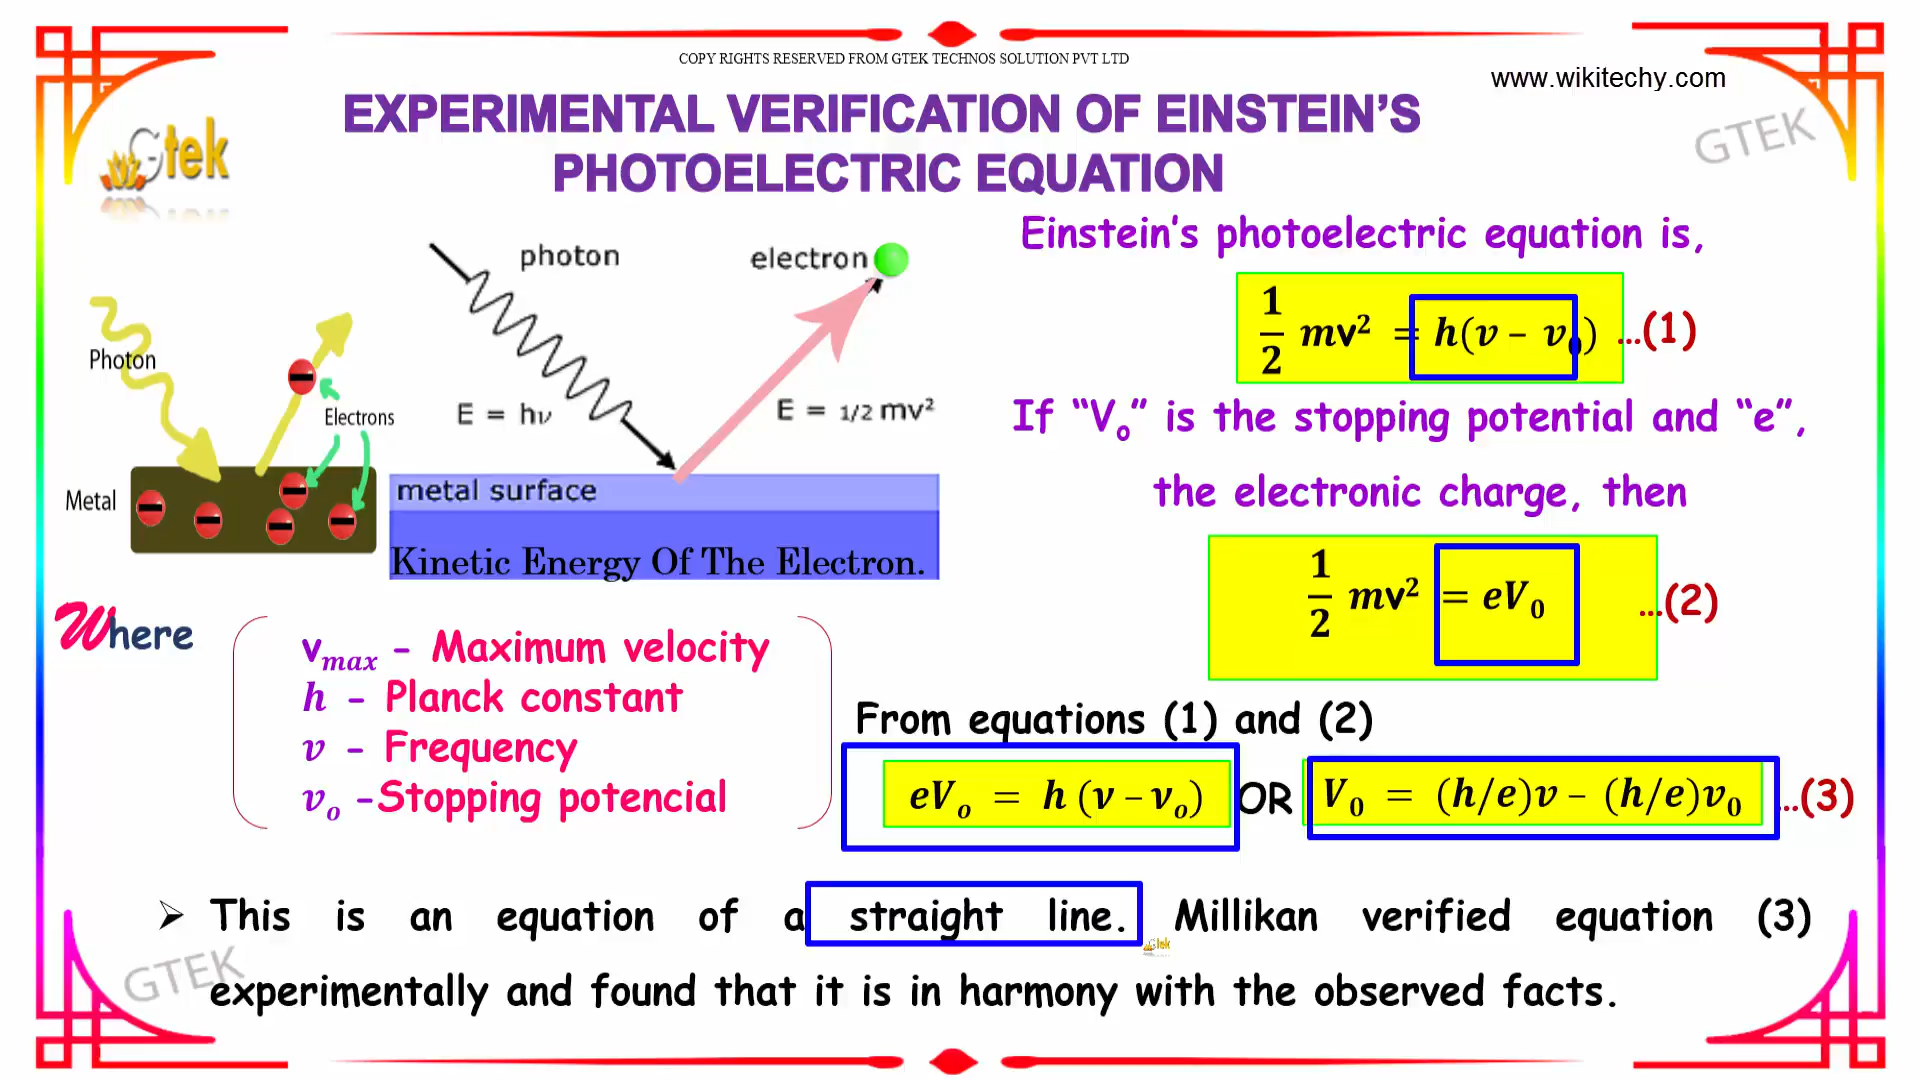 COPY RIGHTS RESERVED FROM GTEK TECHNOS SOLUTION PVT LTD
www.wikitechy.com
EXPERIMENTAL VERIFICATION OF EINSTEIN'S
PHOTOELECTRIC EQUATION
Gtek
GTEK
Photon
Electrons
Metal
photon
electron
E = hν
E = 1/2 mv²
metal surface
Kinetic Energy Of The Electron.
Einstein's photoelectric equation is,
1/2 mv² = h(ν – ν₀) ...(1)
If “Vₒ” is the stopping potential and “e”,
the electronic charge, then
1/2 mv² = eV₀ ...(2)
Where
vₘₐₓ - Maximum velocity
h - Planck constant
ν - Frequency
νₒ -Stopping potencial
From equations (1) and (2)
eVₒ = h (ν – νₒ) OR V₀ = (h/e)ν – (h/e)ν₀ ...(3)
➢ This is an equation of a straight line. Millikan verified equation (3)
experimentally and found that it is in harmony with the observed facts.
Gtek
GTEK